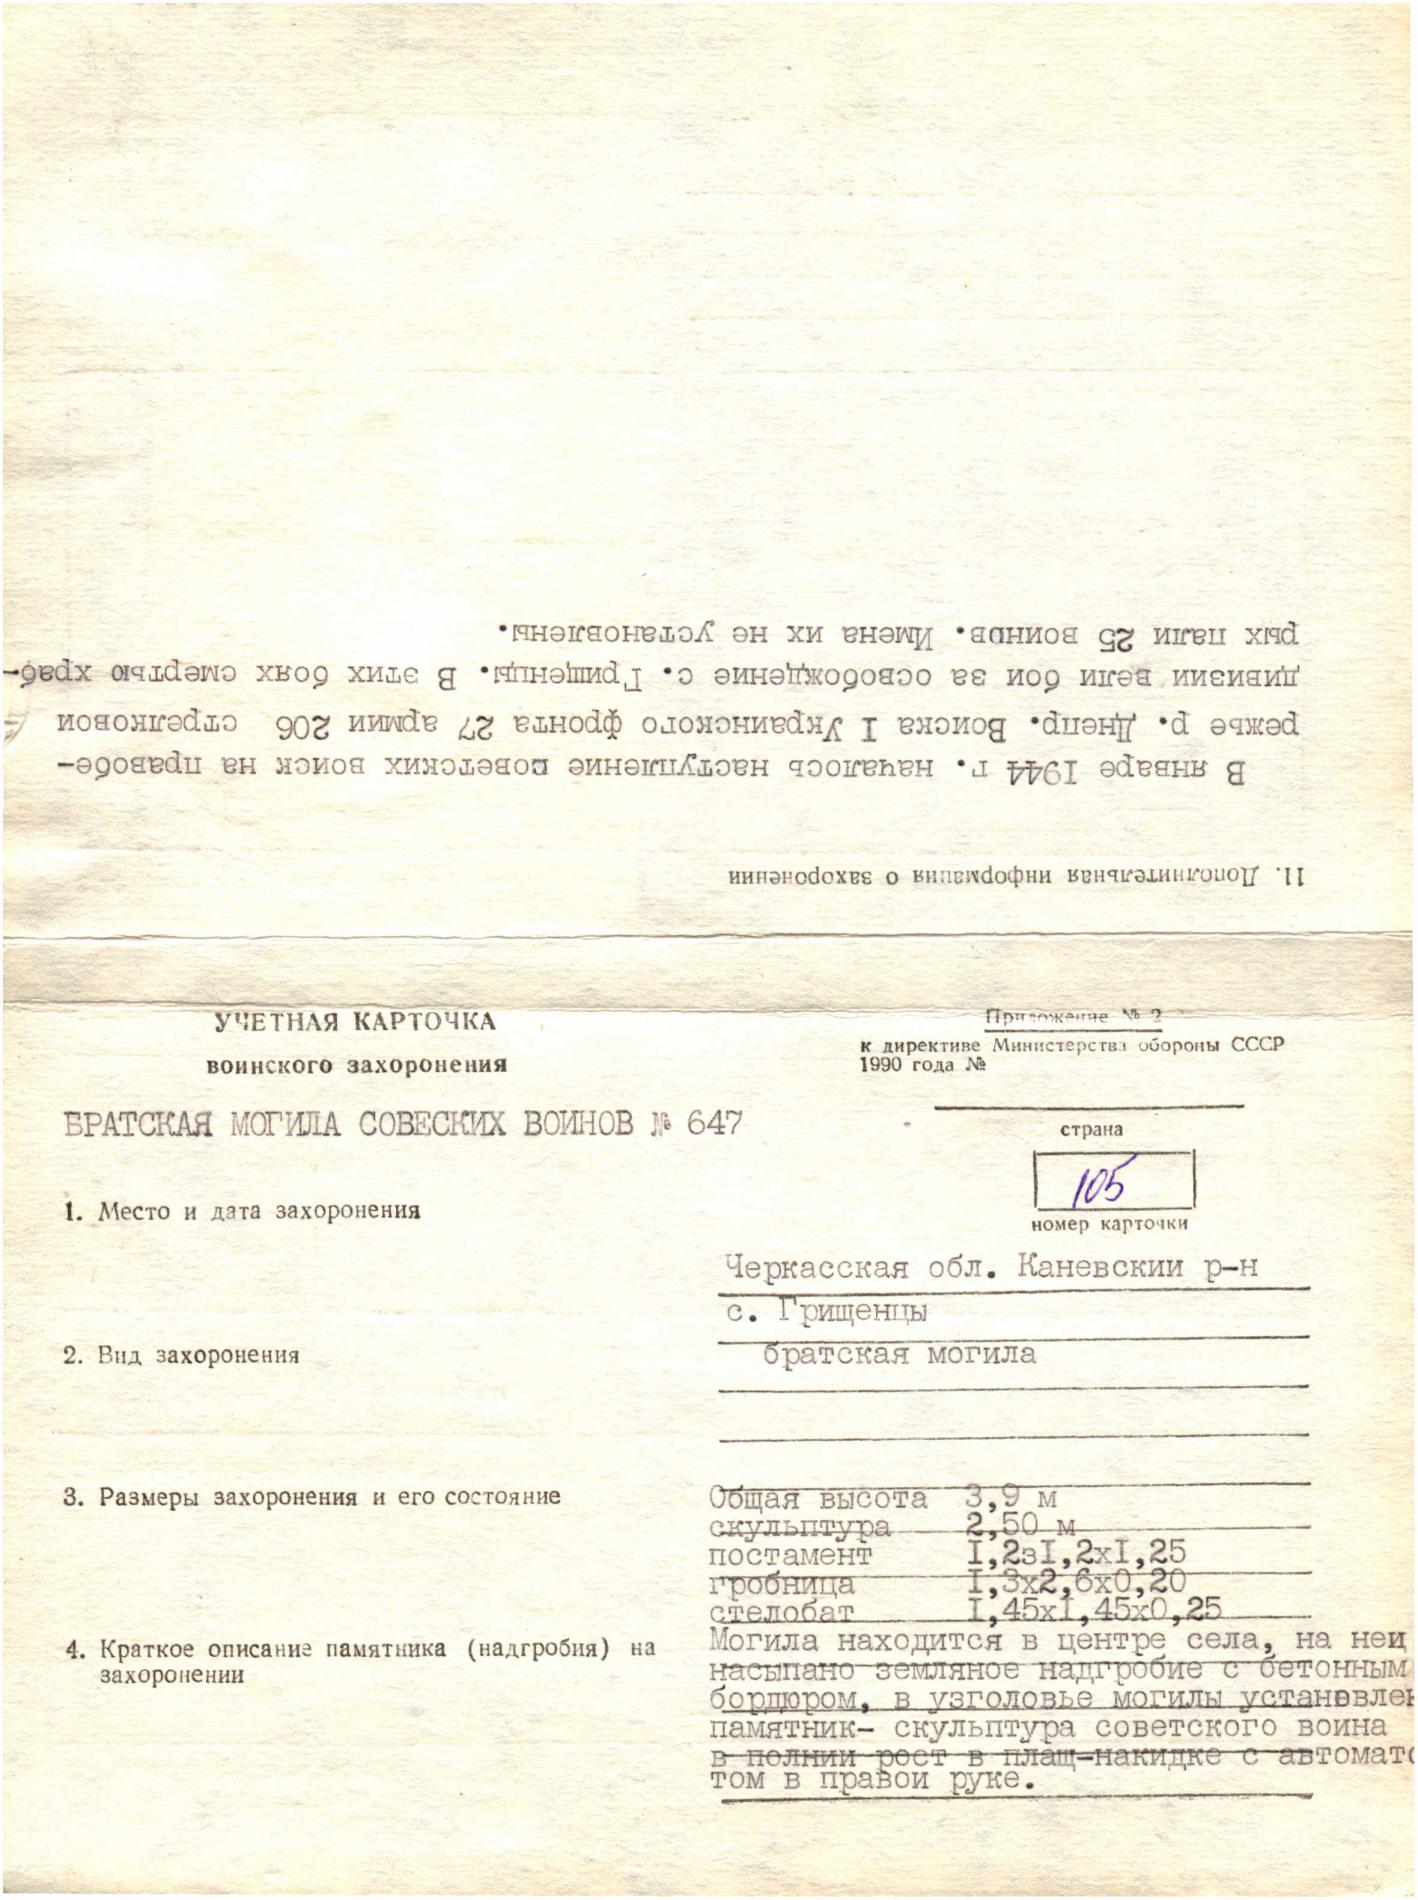 11. Дополнительная информация о захоронении
В январе 1944 г. началось наступление советских воиск на правобе-
режье р. Днепр. Воиска I Украинского фронта 27 армии 206 стрелковои
дивизии вели бои за освобождение с. Грищенцы. В этих боях смертью храб-
рых пали 25 воинов. Имена их не установлены.
УЧЕТНАЯ КАРТОЧКА
воинского захоронения
Приложение № 2
к директиве Министерства обороны СССР
1990 года №
БРАТСКАЯ МОГИЛА СОВЕСКИХ ВОИНОВ № 647
страна
105
номер карточки
1. Место и дата захоронения
Черкасская обл. Каневскии р-н
с. Грищенцы
2. Вид захоронения
братская могила
3. Размеры захоронения и его состояние
Общая высота 3,9 м
скульптура 2,50 м
постамент I,2зI,2хI,25
гробница I,3х2,6х0,20
стелобат I,45хI,45х0,25
4. Краткое описание памятника (надгробия) на
захоронении
Могила находится в центре села, на неи
насыпано земляное надгробие с бетонным
бордюром, в узголовье могилы установлен
памятник- скульптура советского воина
в полнии рост в плащ-накидке с автомато
том в правои руке.